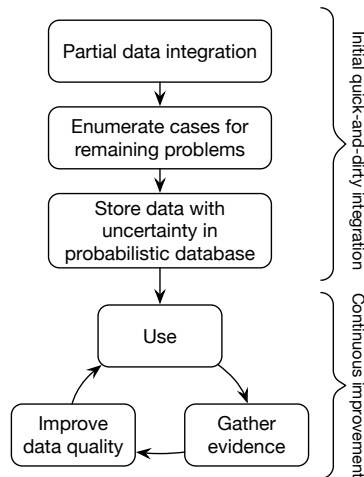 Partial data integration
Enumerate cases for
remaining problems
Store data with
uncertainty in
probabilistic database
Initial quick-and-dirty integration
Use
Improve
data quality
Gather
evidence
Continuous improvement